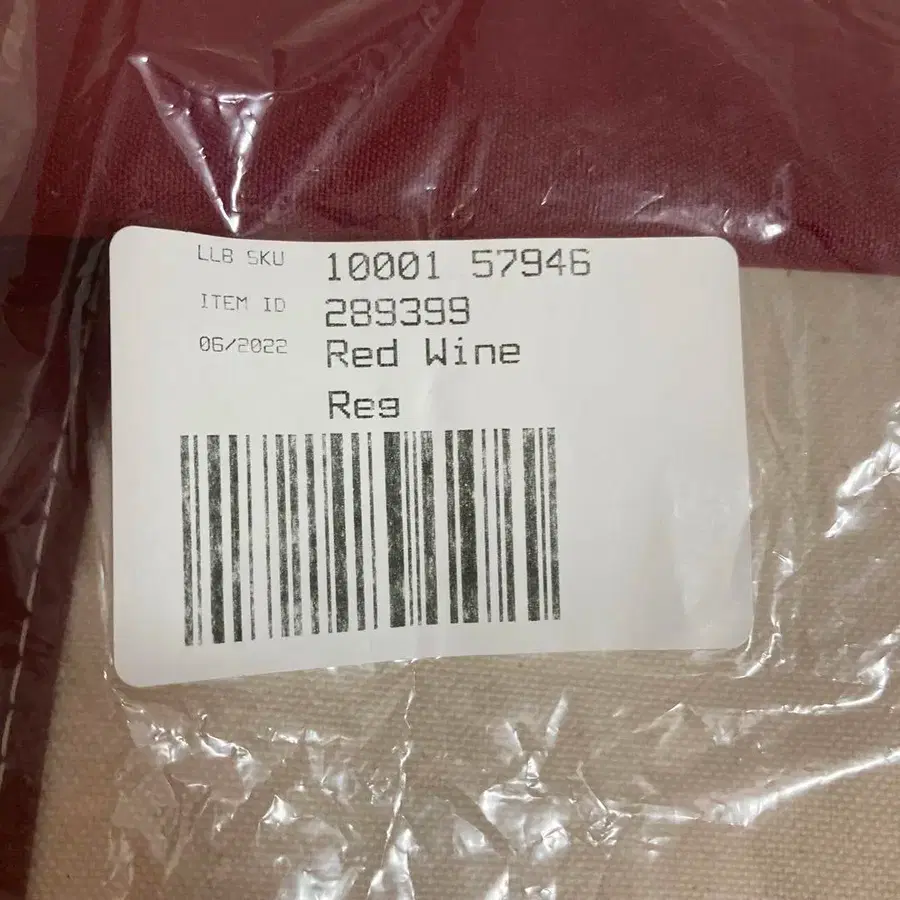 LLB SKU 10001 57946
ITEM ID 289399
06/2022 Red Wine
Reg